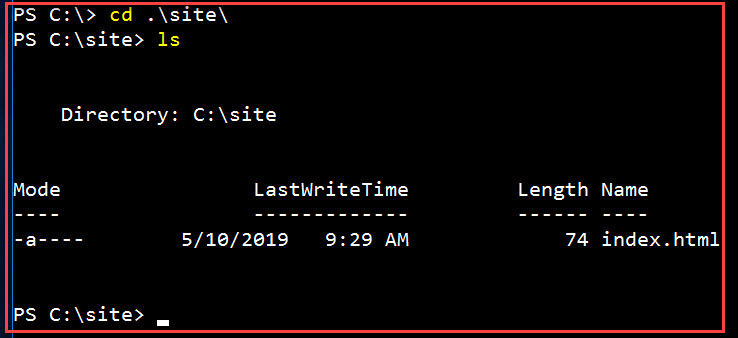 PS C:\> cd .\site\
PS C:\site> ls
Directory: C:\site
Mode                LastWriteTime         Length Name
----                -------------         ------ ----
-a----        5/10/2019   9:29 AM             74 index.html
PS C:\site>